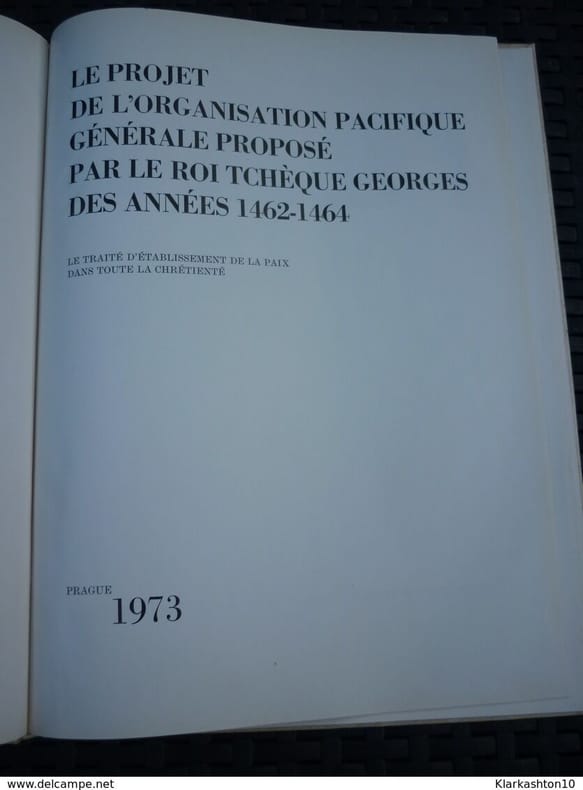 LE PROJET
DE L'ORGANISATION PACIFIQUE
GÉNÉRALE PROPOSÉ
PAR LE ROI TCHÈQUE GEORGES
DES ANNÉES 1462-1464
LE TRAITÉ D'ÉTABLISSEMENT DE LA PAIX
DANS TOUTE LA CHRÉTIENTÉ
PRAGUE
1973
www.delcampe.net
Klarkashton10